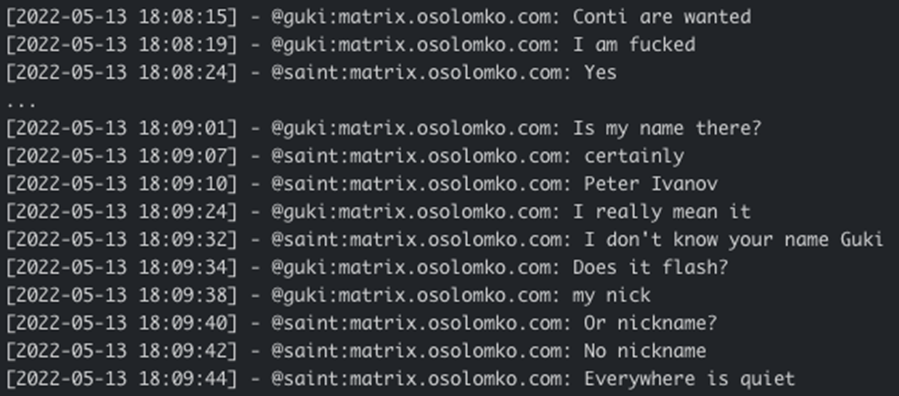 [2022-05-13 18:08:15] - @guki:matrix.osolomko.com: Conti are wanted
[2022-05-13 18:08:19] - @guki:matrix.osolomko.com: I am fucked
[2022-05-13 18:08:24] - @saint:matrix.osolomko.com: Yes
...
[2022-05-13 18:09:01] - @guki:matrix.osolomko.com: Is my name there?
[2022-05-13 18:09:07] - @saint:matrix.osolomko.com: certainly
[2022-05-13 18:09:10] - @saint:matrix.osolomko.com: Peter Ivanov
[2022-05-13 18:09:24] - @guki:matrix.osolomko.com: I really mean it
[2022-05-13 18:09:32] - @saint:matrix.osolomko.com: I don't know your name Guki
[2022-05-13 18:09:34] - @guki:matrix.osolomko.com: Does it flash?
[2022-05-13 18:09:38] - @guki:matrix.osolomko.com: my nick
[2022-05-13 18:09:40] - @saint:matrix.osolomko.com: Or nickname?
[2022-05-13 18:09:42] - @saint:matrix.osolomko.com: No nickname
[2022-05-13 18:09:44] - @saint:matrix.osolomko.com: Everywhere is quiet